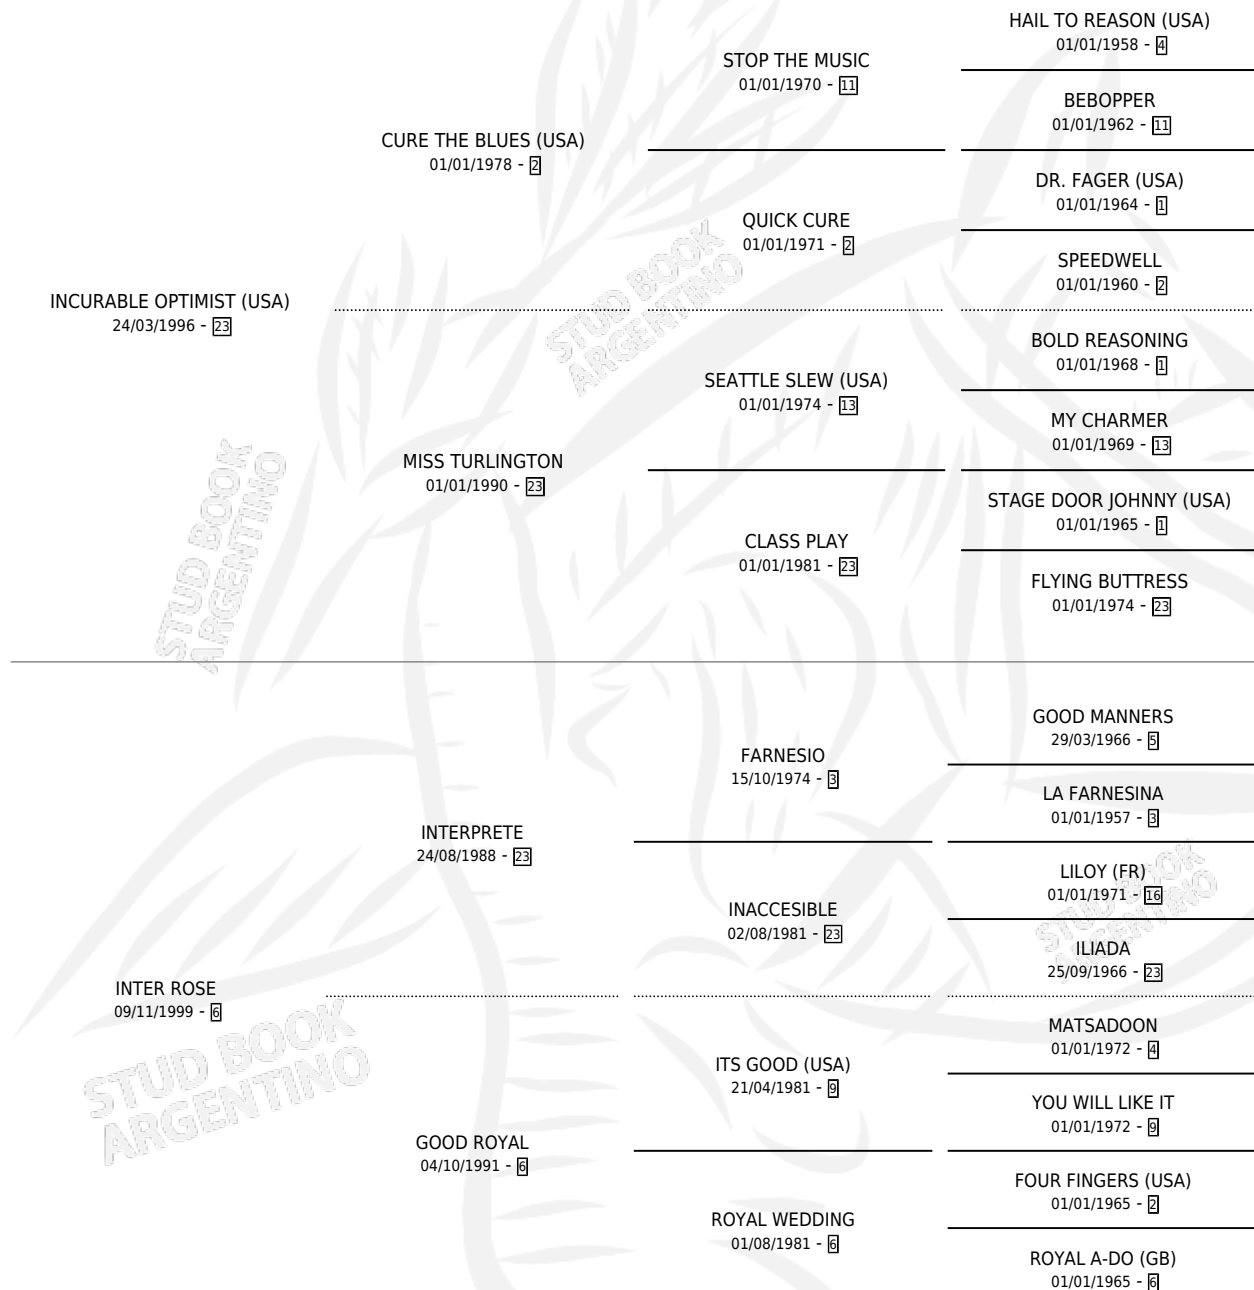 HAIL TO REASON (USA)
01/01/1958 - 4
STOP THE MUSIC
01/01/1970 - 11
BEBOPPER
01/01/1962 - 11
CURE THE BLUES (USA)
01/01/1978 - 2
DR. FAGER (USA)
01/01/1964 - 1
QUICK CURE
01/01/1971 - 2
SPEEDWELL
01/01/1960 - 2
INCURABLE OPTIMIST (USA)
24/03/1996 - 23
BOLD REASONING
01/01/1968 - 1
SEATTLE SLEW (USA)
01/01/1974 - 13
MY CHARMER
01/01/1969 - 13
MISS TURLINGTON
01/01/1990 - 23
STAGE DOOR JOHNNY (USA)
01/01/1965 - 1
CLASS PLAY
01/01/1981 - 23
FLYING BUTTRESS
01/01/1974 - 23
GOOD MANNERS
29/03/1966 - 5
FARNESIO
15/10/1974 - 3
LA FARNESINA
01/01/1957 - 3
INTERPRETE
24/08/1988 - 23
LILOY (FR)
01/01/1971 - 16
INACCESIBLE
02/08/1981 - 23
ILIADA
25/09/1966 - 23
INTER ROSE
09/11/1999 - 6
MATSADOON
01/01/1972 - 4
ITS GOOD (USA)
21/04/1981 - 9
YOU WILL LIKE IT
01/01/1972 - 9
GOOD ROYAL
04/10/1991 - 6
FOUR FINGERS (USA)
01/01/1965 - 2
ROYAL WEDDING
01/08/1981 - 6
ROYAL A-DO (GB)
01/01/1965 - 6
STUD BOOK
ARGENTINO
STUD BOOK
ARGENTINO
STUD BOOK
ARGENTINO
STUD BOOK
ARGENTINO